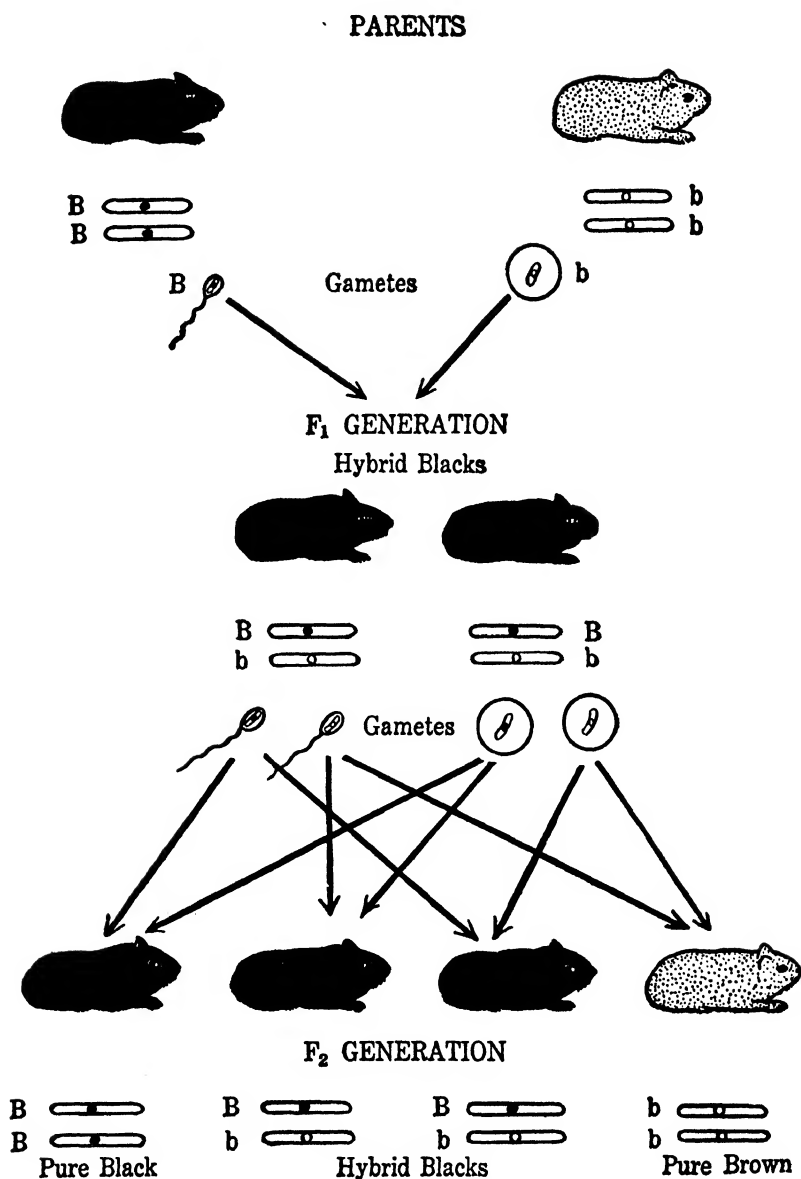 PARENTS
B
B
b
b
B Gametes b
F₁ GENERATION
Hybrid Blacks
B B
b b
Gametes
F₂ GENERATION
B B B b
B b b b
Pure Black Hybrid Blacks Pure Brown